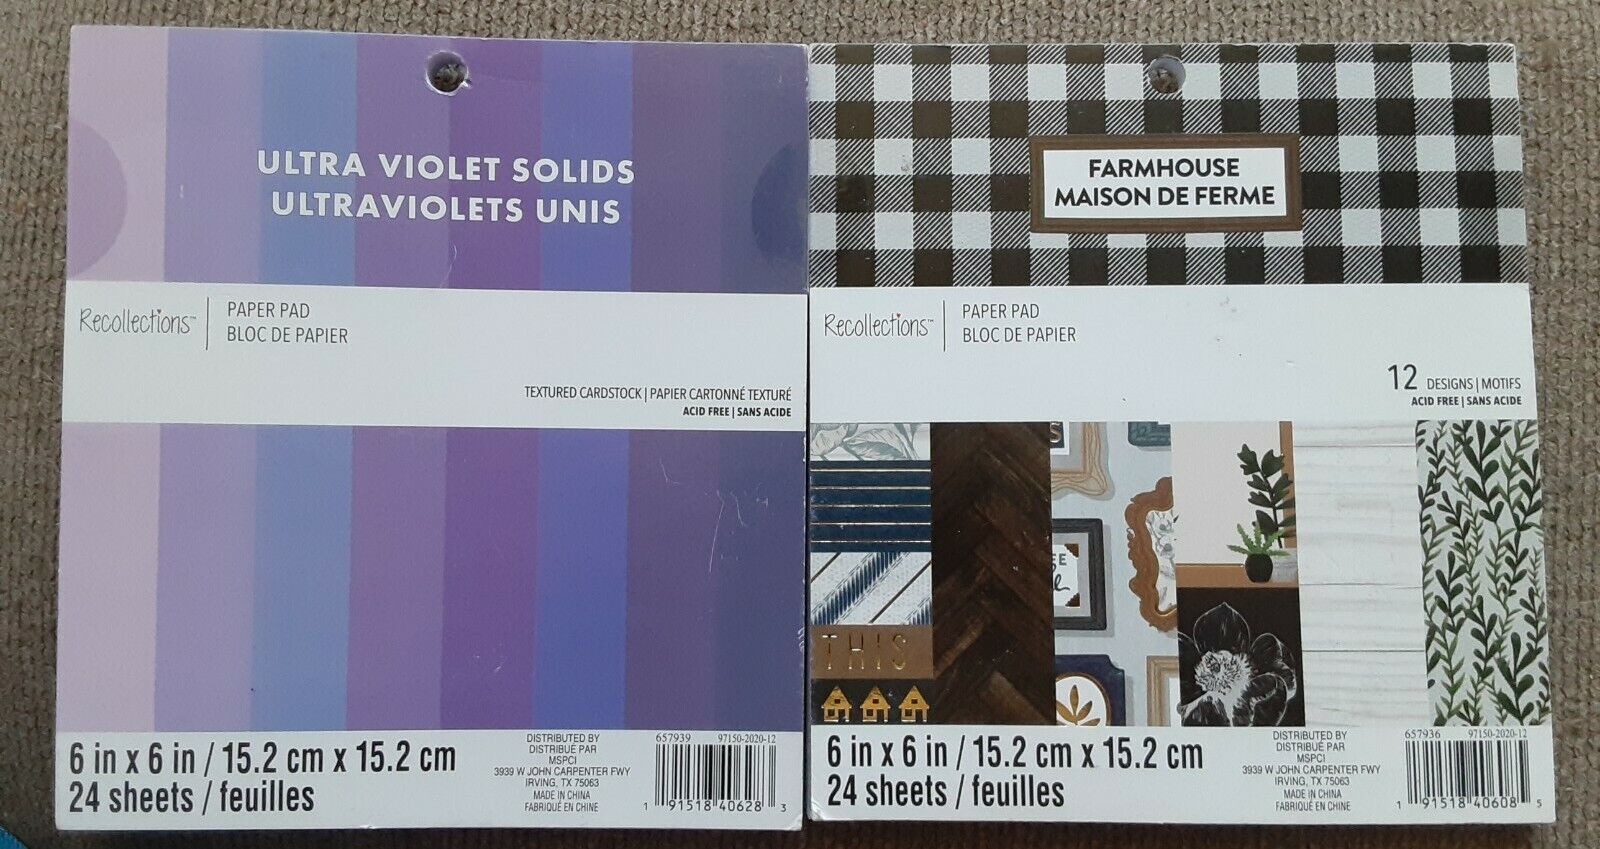 ULTRA VIOLET SOLIDS
ULTRAVIOLETS UNIS
Recollections™
PAPER PAD
BLOC DE PAPIER
TEXTURED CARDSTOCK | PAPIER CARTONNÉ TEXTURÉ
ACID FREE | SANS ACIDE
6 in x 6 in / 15.2 cm x 15.2 cm
24 sheets / feuilles
DISTRIBUTED BY
DISTRIBUÉ PAR
MSPCI
3939 W JOHN CARPENTER FWY
IRVING, TX 75063
MADE IN CHINA
FABRIQUÉ EN CHINE
657939 97150-2020-12
1 91518 40628 3
FARMHOUSE
MAISON DE FERME
Recollections™
PAPER PAD
BLOC DE PAPIER
12 DESIGNS | MOTIFS
ACID FREE | SANS ACIDE
THIS
6 in x 6 in / 15.2 cm x 15.2 cm
24 sheets / feuilles
DISTRIBUTED BY
DISTRIBUÉ PAR
MSPCI
3939 W JOHN CARPENTER FWY
IRVING, TX 75063
MADE IN CHINA
FABRIQUÉ EN CHINE
657936 97150-2020-12
1 91518 40608 5